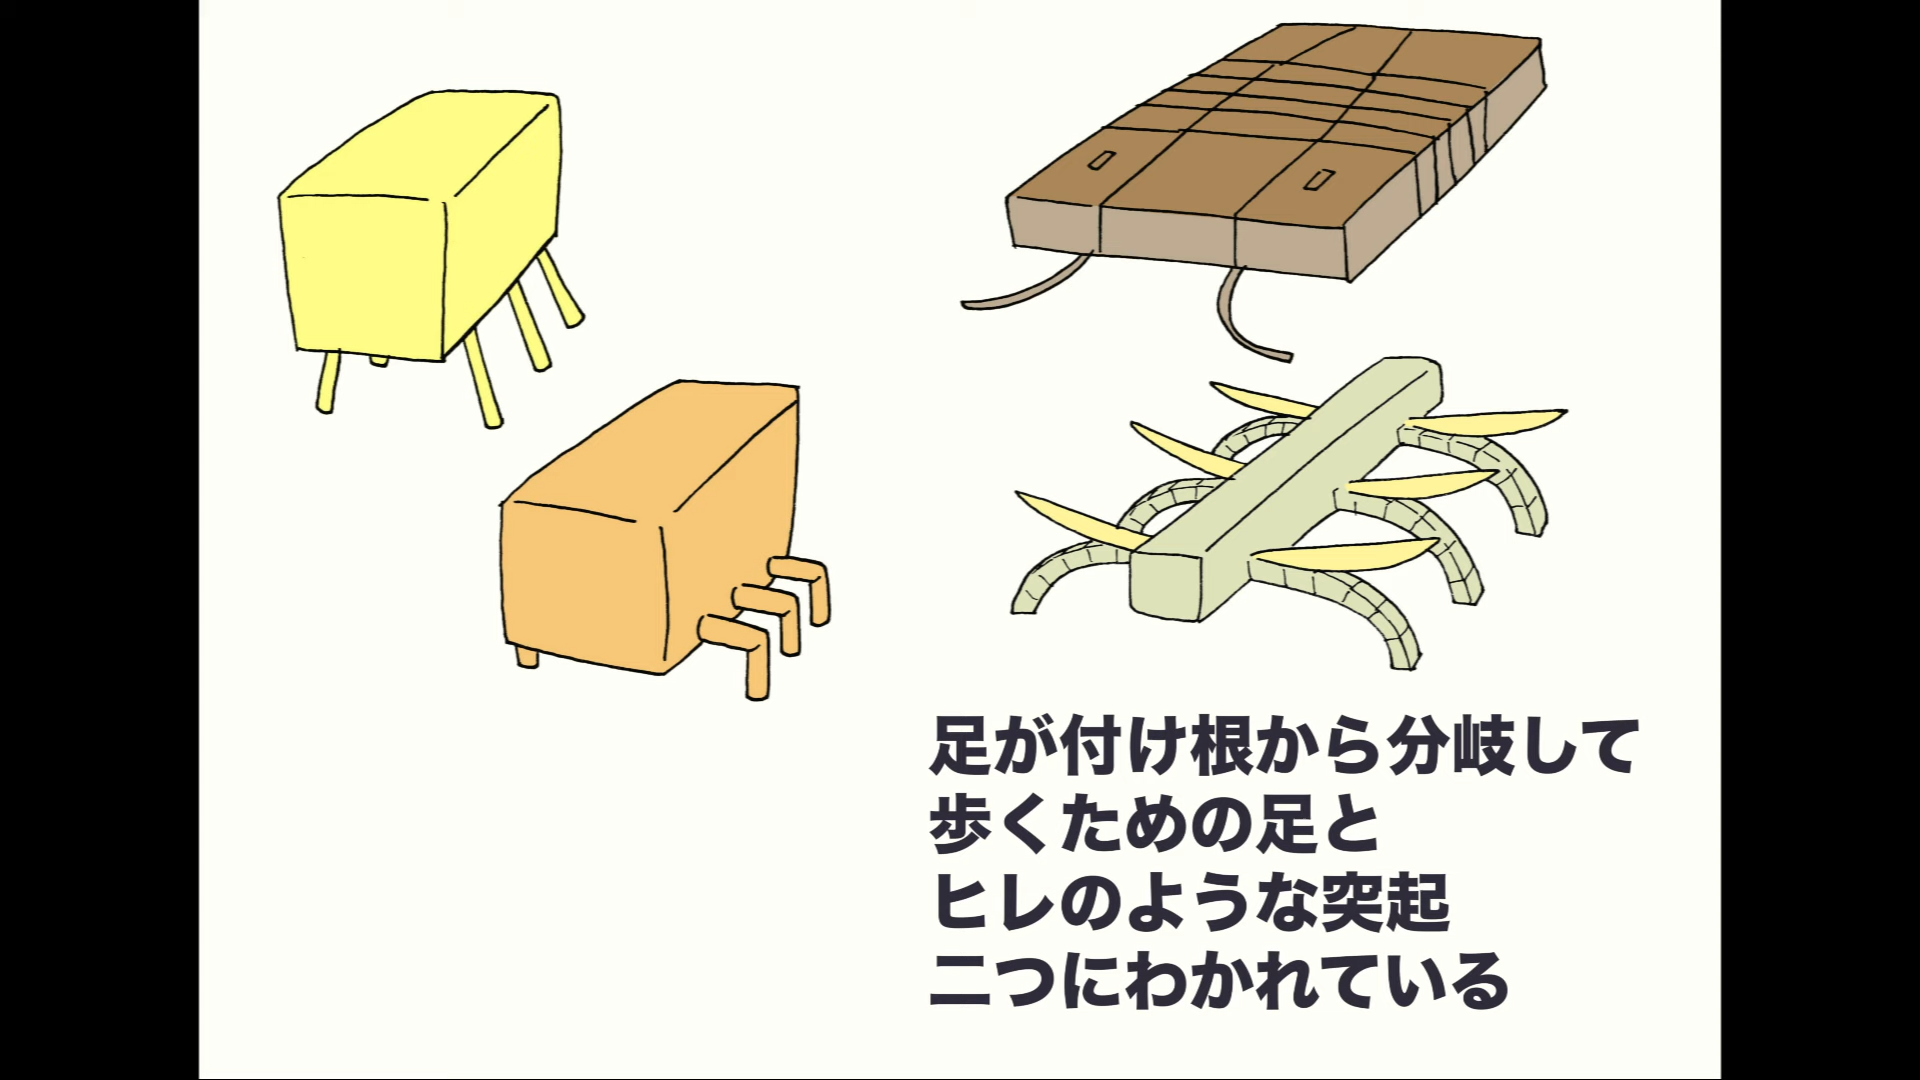 足が付け根から分岐して
歩くための足と
ヒレのような突起
二つにわかれている